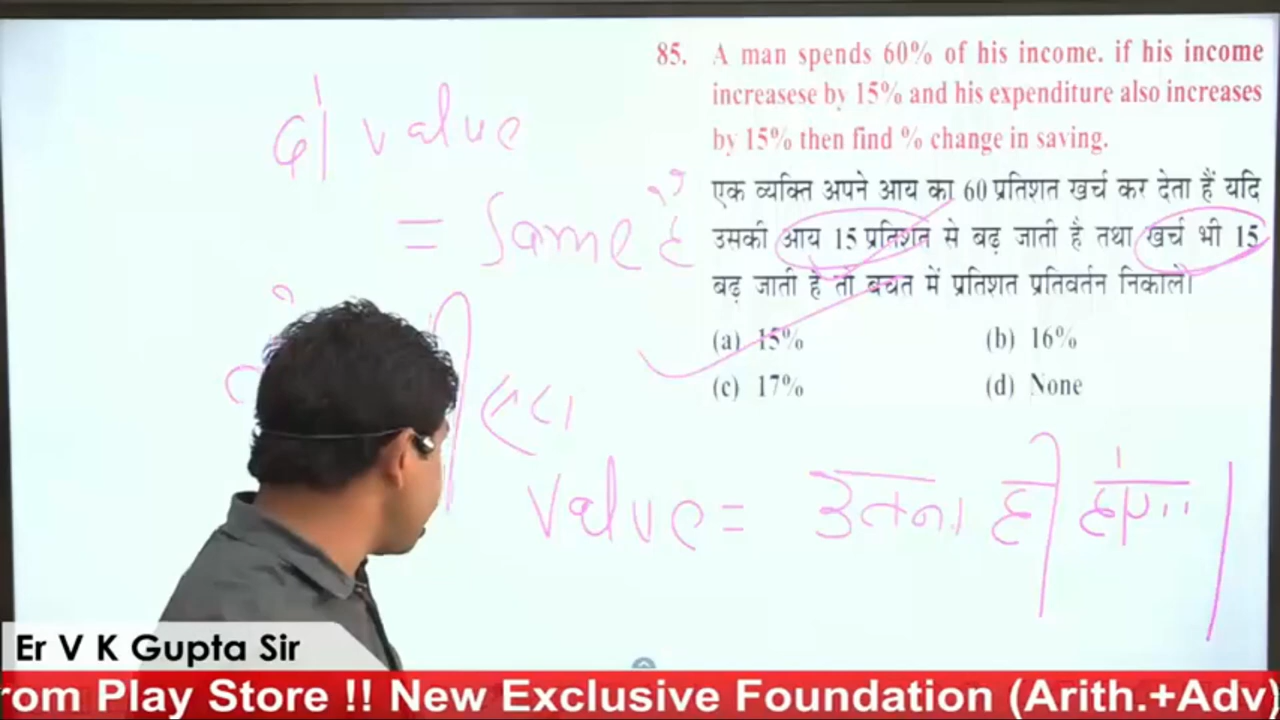 85. A man spends 60% of his income. if his income
increasese by 15% and his expenditure also increases
by 15% then find % change in saving.
एक व्यक्ति अपने आय का 60 प्रतिशत खर्च कर देता हैं यदि
उसकी आय 15 प्रतिशत से बढ़ जाती है तथा खर्च भी 15
बढ़ जाती है तो बचत में प्रतिशत प्रतिवर्तन निकालो।
(a) 15% (b) 16%
(c) 17% (d) None
दो value
= Same है
value = उतना ही होगा
Er V K Gupta Sir
rom Play Store !! New Exclusive Foundation (Arith.+Adv)